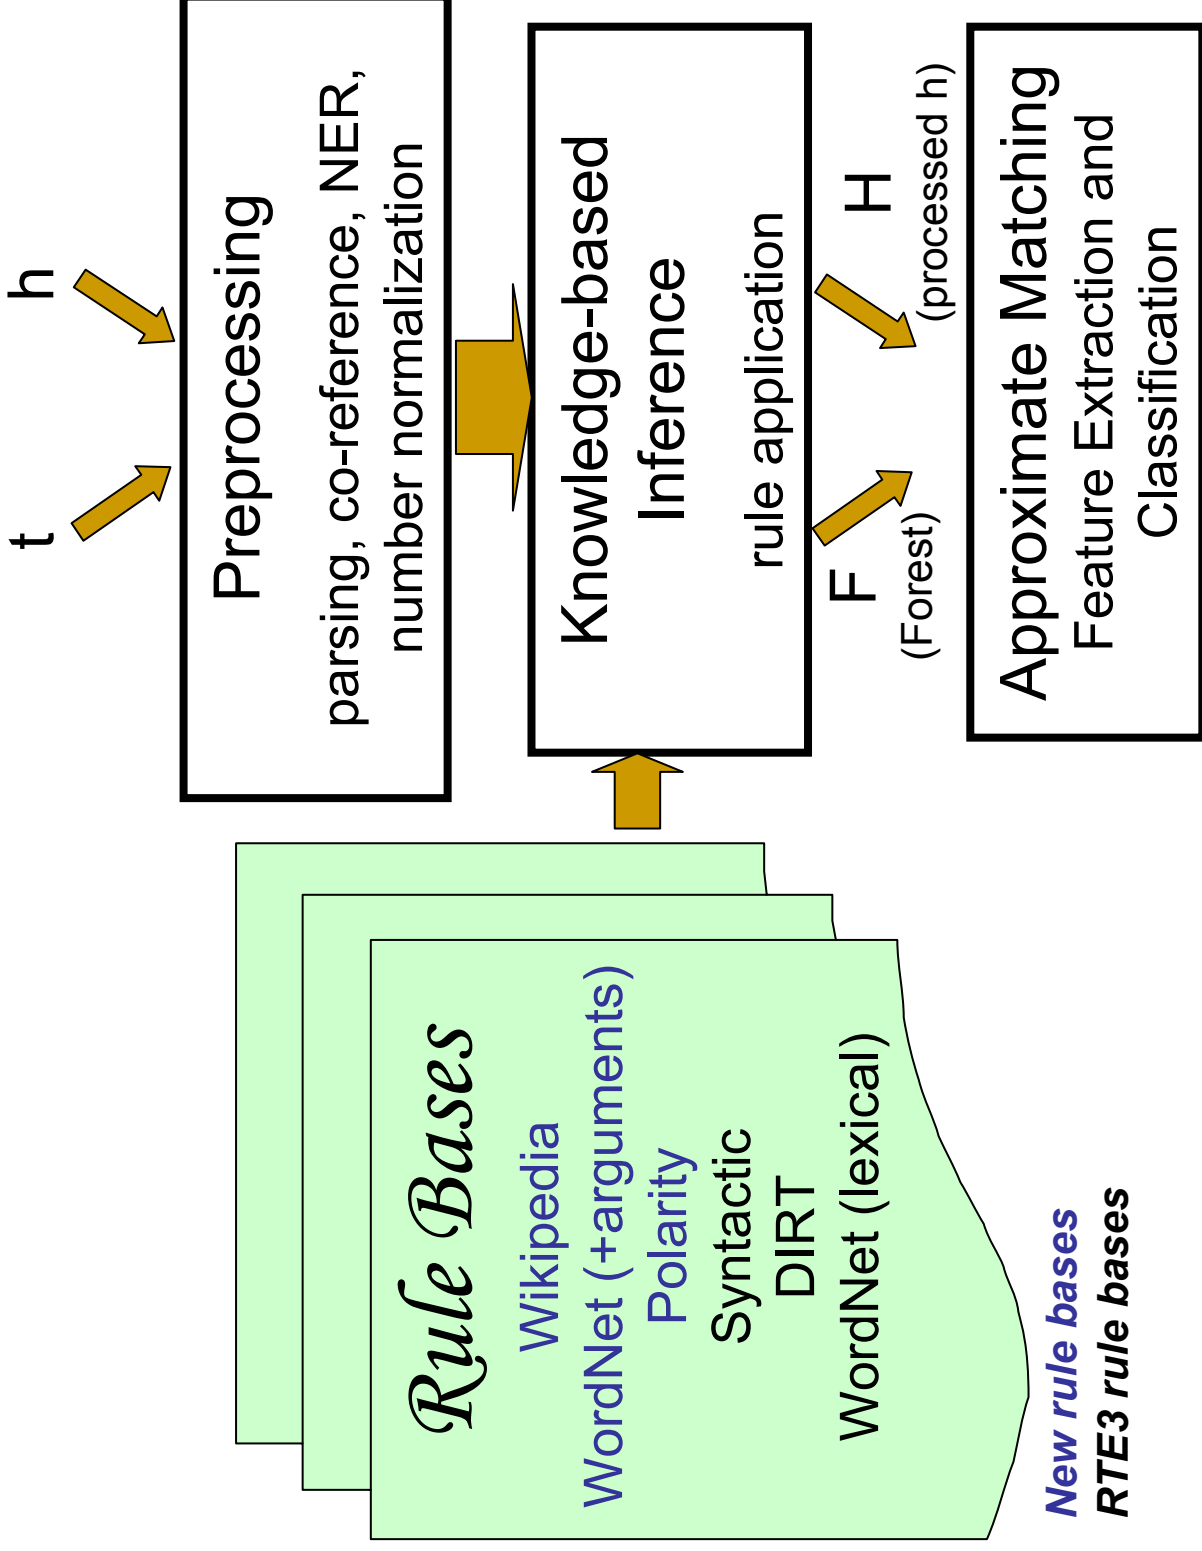 t
h
Preprocessing
parsing, co-reference, NER,
number normalization
Rule Bases
Wikipedia
WordNet (+arguments)
Polarity
Syntactic
DIRT
WordNet (lexical)
New rule bases
RTE3 rule bases
Knowledge-based
Inference
rule application
F
(Forest)
H
(processed h)
Approximate Matching
Feature Extraction and
Classification